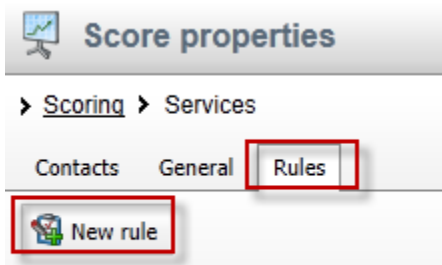 Score properties
> Scoring > Services
Contacts General Rules
New rule